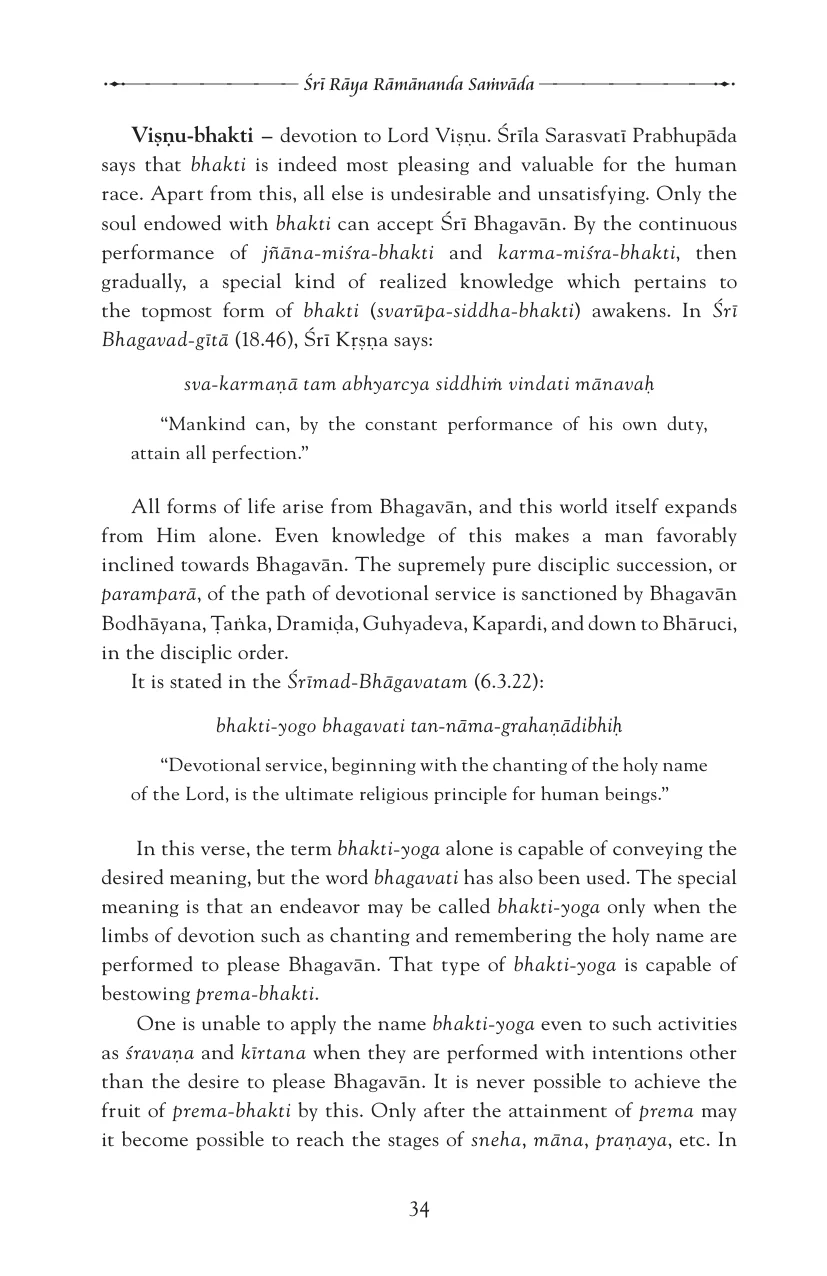 Śrī Rāya Rāmānanda Saṁvāda
Viṣṇu-bhakti – devotion to Lord Viṣṇu. Śrīla Sarasvatī Prabhupāda
says that bhakti is indeed most pleasing and valuable for the human
race. Apart from this, all else is undesirable and unsatisfying. Only the
soul endowed with bhakti can accept Śrī Bhagavān. By the continuous
performance of jñāna-miśra-bhakti and karma-miśra-bhakti, then
gradually, a special kind of realized knowledge which pertains to
the topmost form of bhakti (svarūpa-siddha-bhakti) awakens. In Śrī
Bhagavad-gītā (18.46), Śrī Kṛṣṇa says:
sva-karmaṇā tam abhyarcya siddhiṁ vindati mānavaḥ
“Mankind can, by the constant performance of his own duty,
attain all perfection.”
All forms of life arise from Bhagavān, and this world itself expands
from Him alone. Even knowledge of this makes a man favorably
inclined towards Bhagavān. The supremely pure disciplic succession, or
paramparā, of the path of devotional service is sanctioned by Bhagavān
Bodhāyana, Ṭaṅka, Dramiḍa, Guhyadeva, Kapardi, and down to Bhāruci,
in the disciplic order.
It is stated in the Śrīmad-Bhāgavatam (6.3.22):
bhakti-yogo bhagavati tan-nāma-grahaṇādibhiḥ
“Devotional service, beginning with the chanting of the holy name
of the Lord, is the ultimate religious principle for human beings.”
In this verse, the term bhakti-yoga alone is capable of conveying the
desired meaning, but the word bhagavati has also been used. The special
meaning is that an endeavor may be called bhakti-yoga only when the
limbs of devotion such as chanting and remembering the holy name are
performed to please Bhagavān. That type of bhakti-yoga is capable of
bestowing prema-bhakti.
One is unable to apply the name bhakti-yoga even to such activities
as śravaṇa and kīrtana when they are performed with intentions other
than the desire to please Bhagavān. It is never possible to achieve the
fruit of prema-bhakti by this. Only after the attainment of prema may
it become possible to reach the stages of sneha, māna, praṇaya, etc. In
34